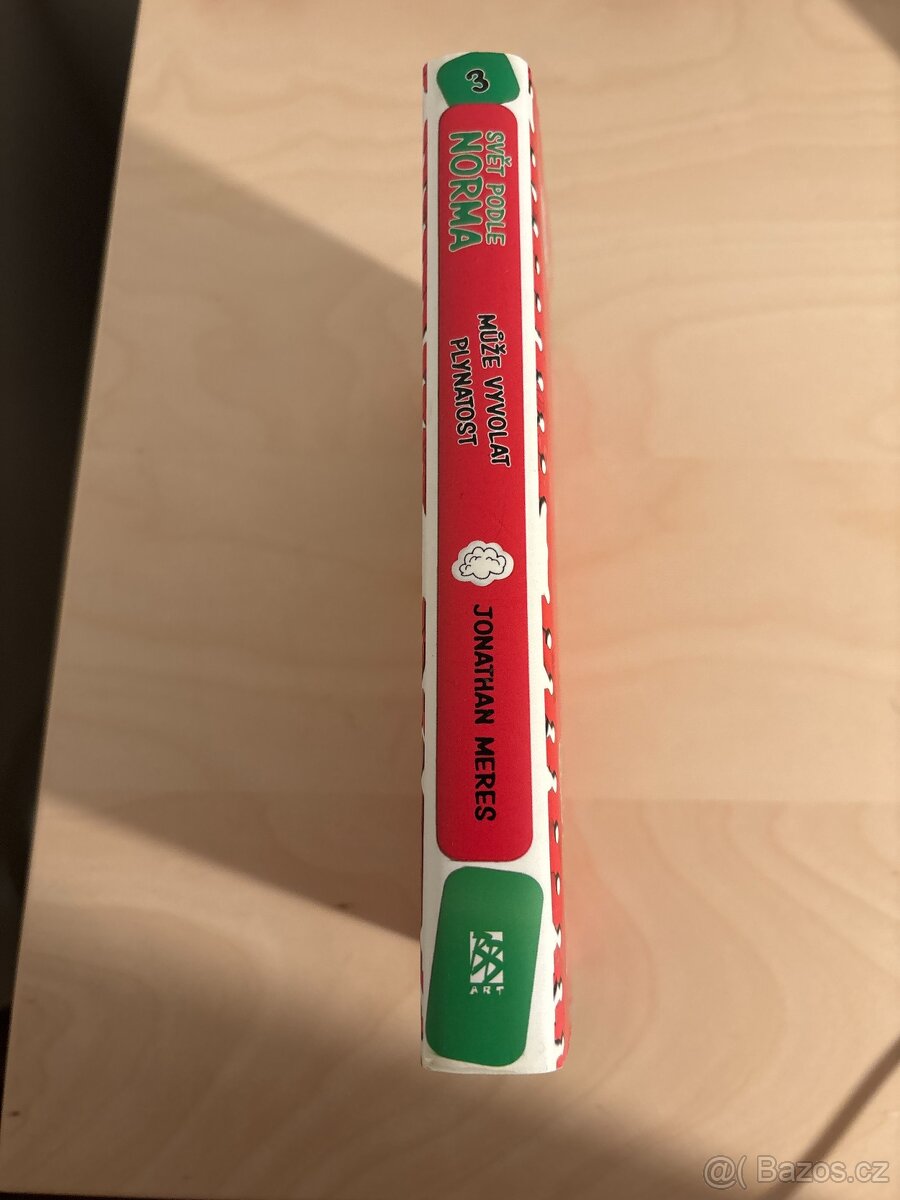 3
SVĚT PODLE
NORMA
MŮŽE VYVOLAT
PLYNATOST
JONATHAN MERES
ART
@( Bazos.cz